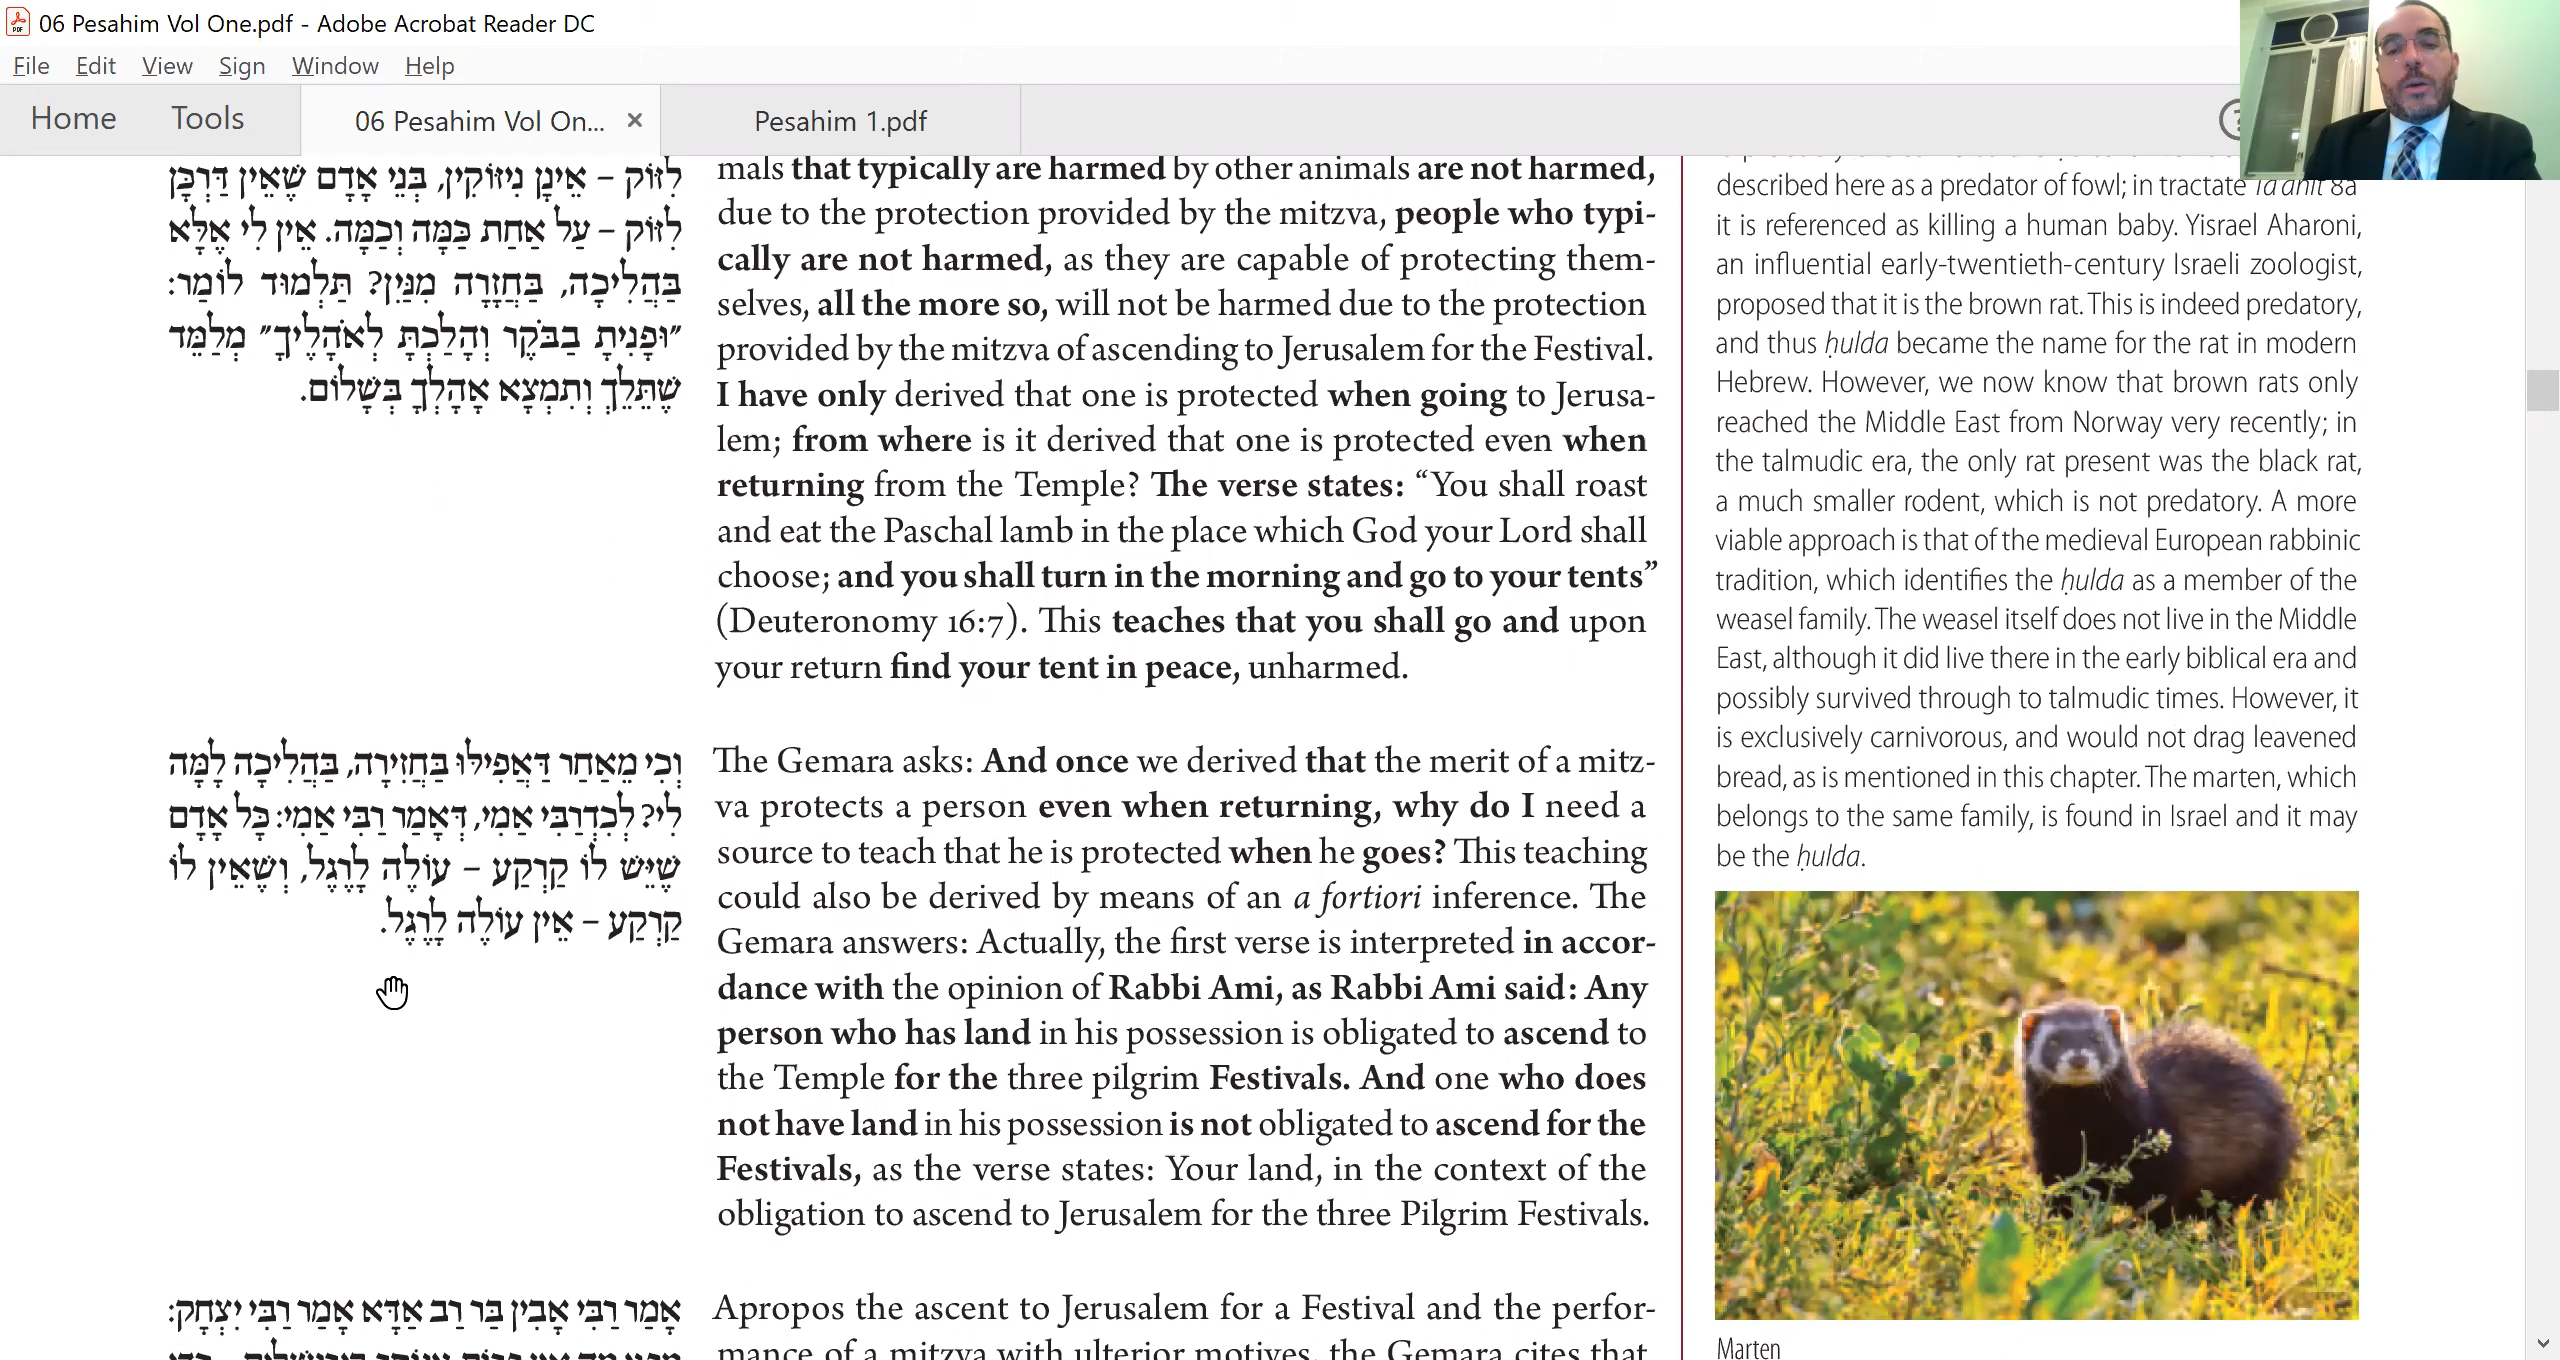 06 Pesahim Vol One.pdf - Adobe Acrobat Reader DC
File Edit View Sign Window Help
Home Tools 06 Pesahim Vol On... × Pesahim 1.pdf
לִזּוֹק – אֵינָן נִיזּוֹקִין, בְּנֵי אָדָם שֶׁאֵין דַּרְכָּן
לִזּוֹק – עַל אַחַת כַּמָּה וְכַמָּה. אֵין לִי אֶלָּא
בַּהֲלִיכָה, בַּחֲזָרָה מִנַּיִן? תַּלְמוּד לוֹמַר:
״וּפָנִיתָ בַבֹּקֶר וְהָלַכְתָּ לְאֹהָלֶיךָ״ מְלַמֵּד
שֶׁתֵּלֵךְ וְתִמְצָא אׇהׇלְךָ בְּשָׁלוֹם.
mals that typically are harmed by other animals are not harmed,
due to the protection provided by the mitzva, people who typi-
cally are not harmed, as they are capable of protecting them-
selves, all the more so, will not be harmed due to the protection
provided by the mitzva of ascending to Jerusalem for the Festival.
I have only derived that one is protected when going to Jerusa-
lem; from where is it derived that one is protected even when
returning from the Temple? The verse states: “You shall roast
and eat the Paschal lamb in the place which God your Lord shall
choose; and you shall turn in the morning and go to your tents”
(Deuteronomy 16:7). This teaches that you shall go and upon
your return find your tent in peace, unharmed.
וְכִי מֵאַחַר דַּאֲפִילּוּ בַּחֲזִירָה, בַּהֲלִיכָה לָמָּה
לִי? לְכִדְרַבִּי אַמִי, דְּאָמַר רַבִּי אַמִי: כׇּל אָדָם
שֶׁיֵּשׁ לוֹ קַרְקַע – עוֹלֶה לָרֶגֶל, וְשֶׁאֵין לוֹ
קַרְקַע – אֵין עוֹלֶה לָרֶגֶל.
The Gemara asks: And once we derived that the merit of a mitz-
va protects a person even when returning, why do I need a
source to teach that he is protected when he goes? This teaching
could also be derived by means of an a fortiori inference. The
Gemara answers: Actually, the first verse is interpreted in accor-
dance with the opinion of Rabbi Ami, as Rabbi Ami said: Any
person who has land in his possession is obligated to ascend to
the Temple for the three pilgrim Festivals. And one who does
not have land in his possession is not obligated to ascend for the
Festivals, as the verse states: Your land, in the context of the
obligation to ascend to Jerusalem for the three Pilgrim Festivals.
אָמַר רַבִּי אָבִין בַּר רַב אַדָּא אָמַר רַבִּי יִצְחָק:
Apropos the ascent to Jerusalem for a Festival and the perfor-
mance of a mitzva with ulterior motives, the Gemara cites that
described here as a predator of fowl; in tractate Ta’anit 8a
it is referenced as killing a human baby. Yisrael Aharoni,
an influential early-twentieth-century Israeli zoologist,
proposed that it is the brown rat. This is indeed predatory,
and thus ḥulda became the name for the rat in modern
Hebrew. However, we now know that brown rats only
reached the Middle East from Norway very recently; in
the talmudic era, the only rat present was the black rat,
a much smaller rodent, which is not predatory. A more
viable approach is that of the medieval European rabbinic
tradition, which identifies the ḥulda as a member of the
weasel family. The weasel itself does not live in the Middle
East, although it did live there in the early biblical era and
possibly survived through to talmudic times. However, it
is exclusively carnivorous, and would not drag leavened
bread, as is mentioned in this chapter. The marten, which
belongs to the same family, is found in Israel and it may
be the ḥulda.
Marten